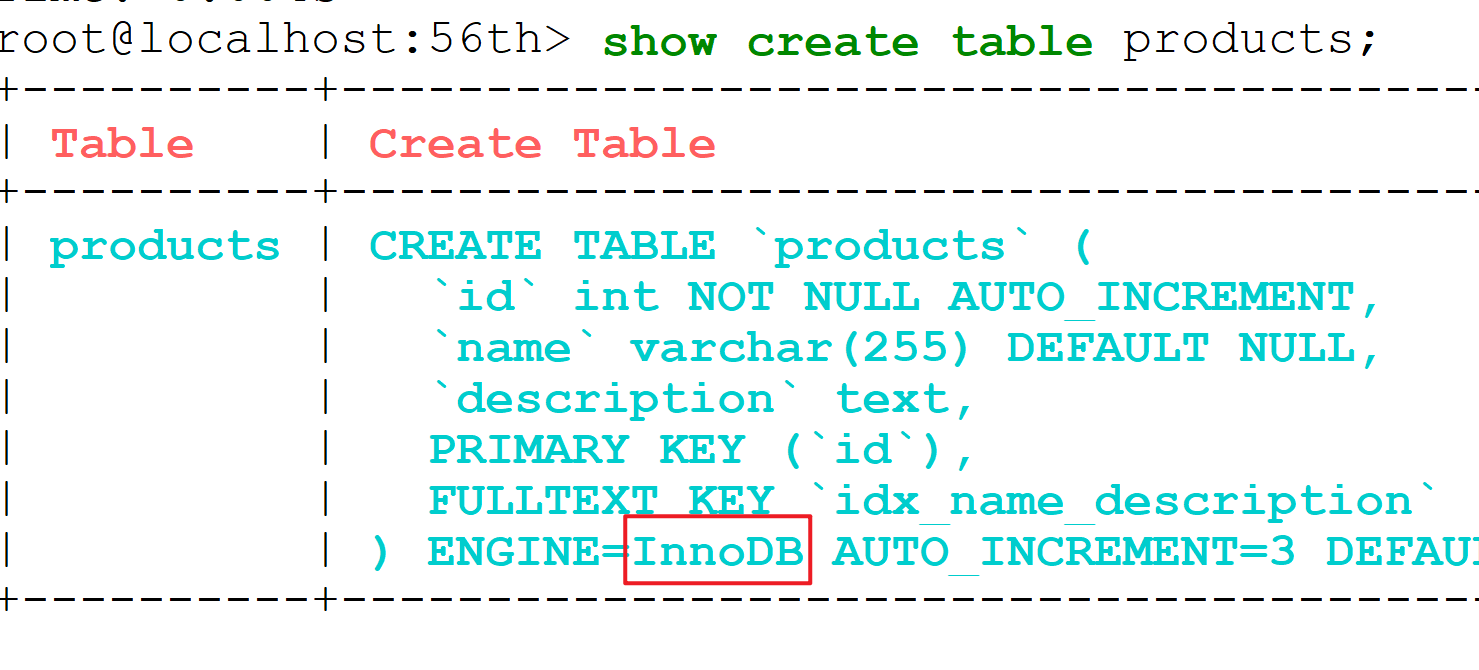 root@localhost:56th> show create table products;
+----------+----------------------------------------
| Table | Create Table
+----------+----------------------------------------
| products | CREATE TABLE `products` (
| | `id` int NOT NULL AUTO_INCREMENT,
| | `name` varchar(255) DEFAULT NULL,
| | `description` text,
| | PRIMARY KEY (`id`),
| | FULLTEXT KEY `idx_name_description`
| | ) ENGINE=InnoDB AUTO_INCREMENT=3
+----------+----------------------------------------